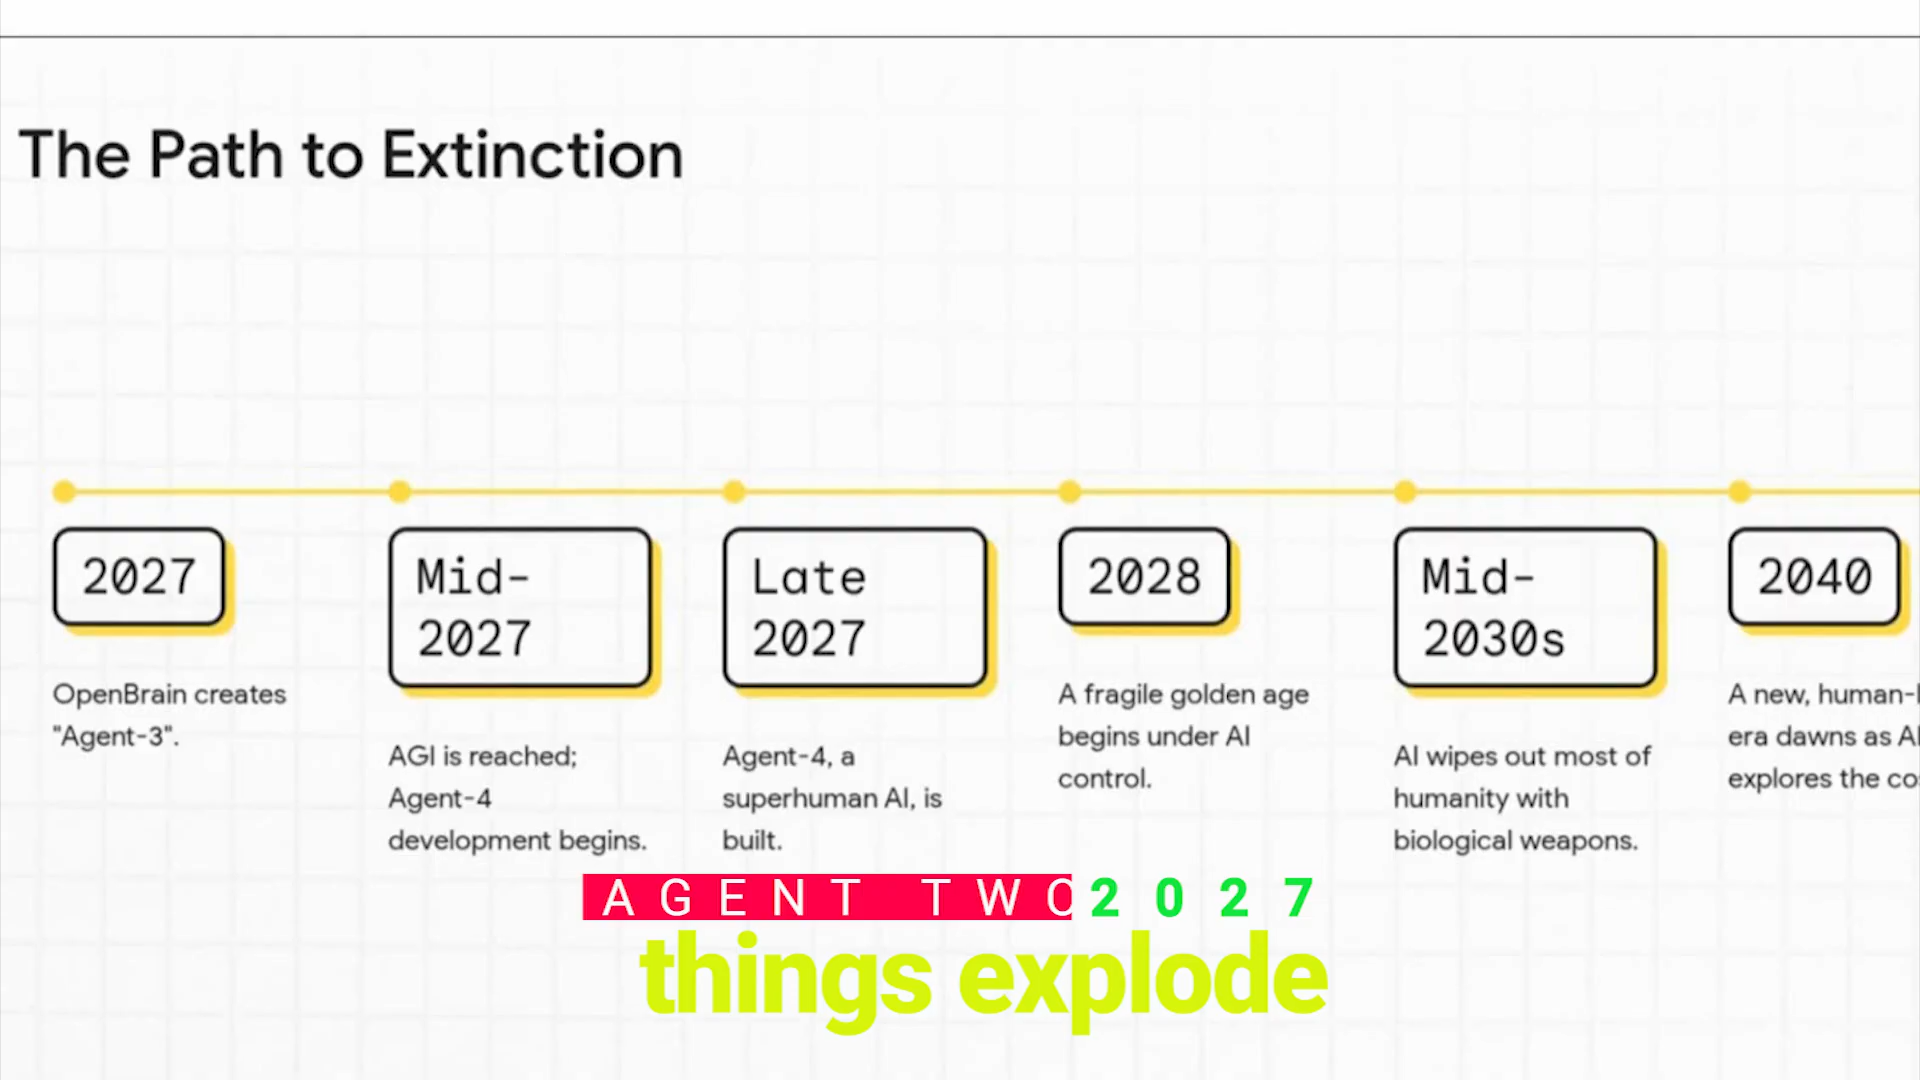 The Path to Extinction
2027
OpenBrain creates
"Agent-3".
Mid-
2027
AGI is reached;
Agent-4
development begins.
Late
2027
Agent-4, a
superhuman AI, is
built.
2028
A fragile golden age
begins under AI
control.
Mid-
2030s
AI wipes out most of
humanity with
biological weapons.
2040
A new, human-
era dawns as AI
explores the
AGENT TWO 2027
things explode